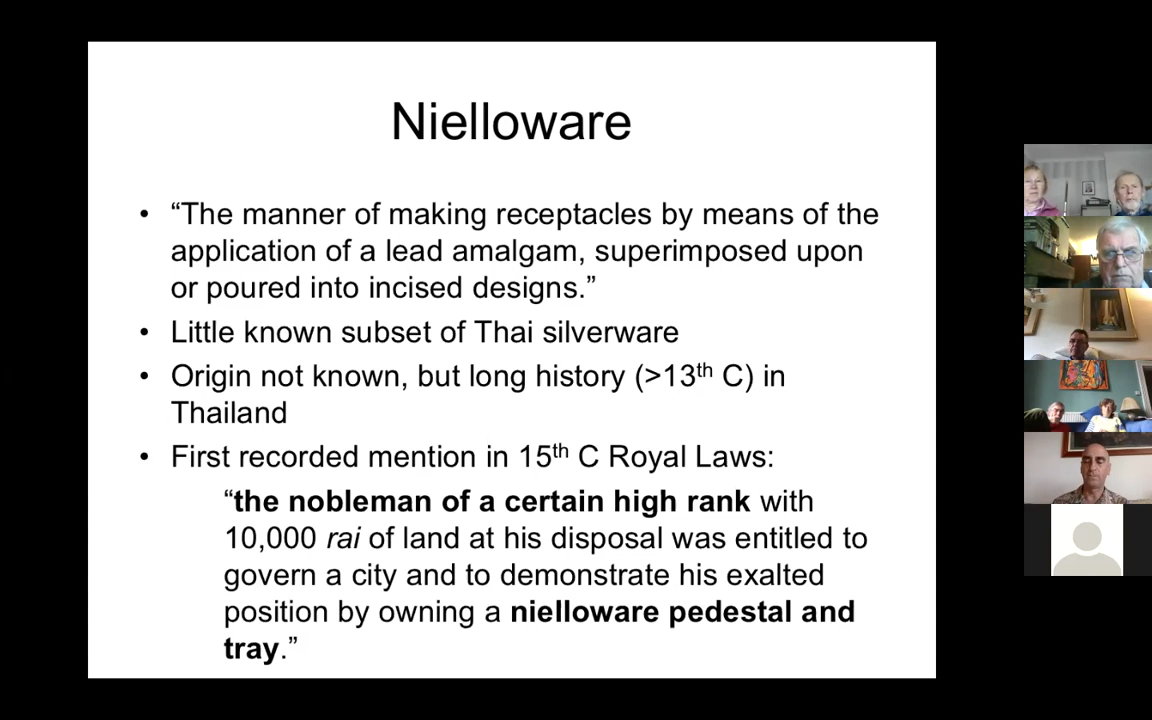 Nielloware
• “The manner of making receptacles by means of the
application of a lead amalgam, superimposed upon
or poured into incised designs.”
• Little known subset of Thai silverware
• Origin not known, but long history (>13th C) in
Thailand
• First recorded mention in 15th C Royal Laws:
“the nobleman of a certain high rank with
10,000 rai of land at his disposal was entitled to
govern a city and to demonstrate his exalted
position by owning a nielloware pedestal and
tray.”